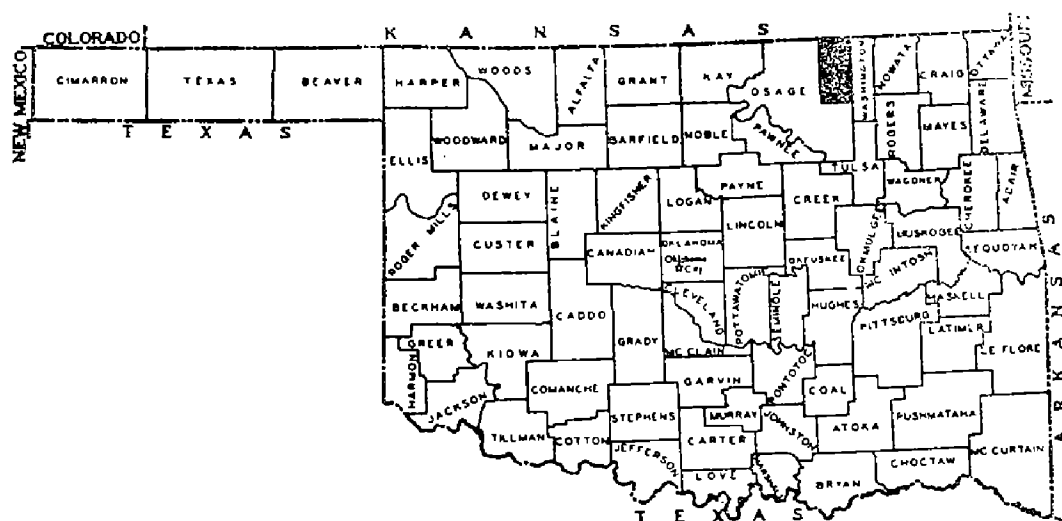 COLORADO
K A N S A S
NEW MEXICO
MISSOURI
CIMARRON
TEXAS
BEAVER
HARPER
WOODS
ALFALFA
GRANT
KAY
OSAGE
WASHINGTON
NOWATA
CRAIG
OTTAWA
T E X A S
ELLIS
WOODWARD
MAJOR
GARFIELD
NOBLE
PAWNEE
TULSA
ROGERS
MAYES
DELAWARE
ROGER MILLS
DEWEY
BLAINE
KINGFISHER
LOGAN
PAYNE
CREEK
WAGONER
CHEROKEE
ADAIR
CUSTER
CANADIAN
OKLAHOMA
Oklahoma
City
LINCOLN
OKFUSKEE
OKMULGEE
MUSKOGEE
SEQUOYAH
MC INTOSH
BECKHAM
WASHITA
CADDO
GRADY
CLEVELAND
POTTAWATOMIE
SEMINOLE
HUGHES
PITTSBURG
HASKELL
LATIMER
LE FLORE
GREER
HARMON
KIOWA
MC CLAIN
JACKSON
COMANCHE
GARVIN
PONTOTOC
COAL
TILLMAN
COTTON
STEPHENS
JEFFERSON
MURRAY
CARTER
JOHNSTON
ATOKA
PUSHMATAHA
LOVE
MARSHALL
BRYAN
CHOCTAW
MC CURTAIN
A R K A N S A S
T E X A S